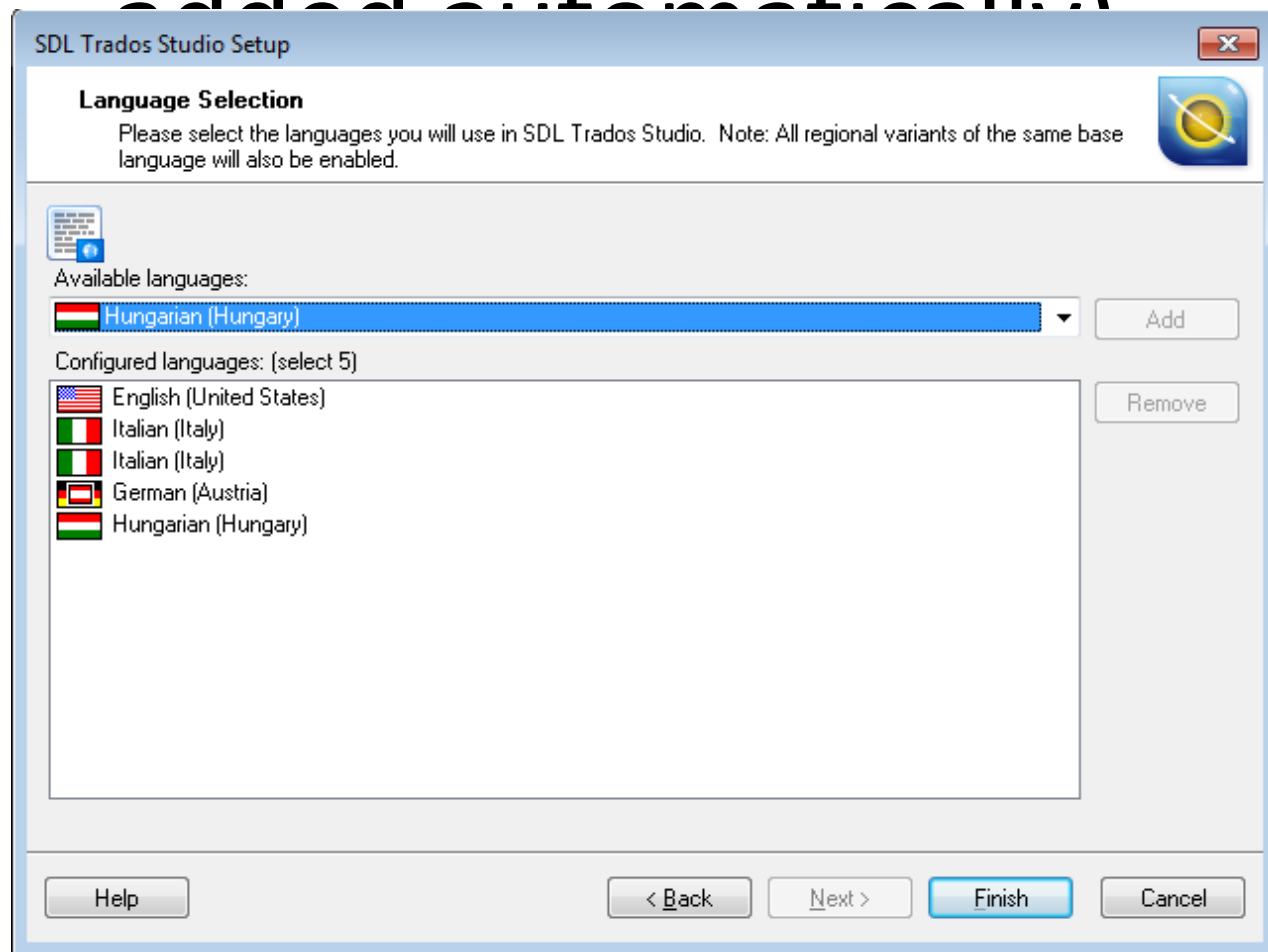 added automatically)
SDL Trados Studio Setup
Language Selection
Please select the languages you will use in SDL Trados Studio. Note: All regional variants of the same base
language will also be enabled.
Available languages:
Hungarian (Hungary)
Add
Configured languages: (select 5)
English (United States)
Remove
Italian (Italy)
Italian (Italy)
German (Austria)
Hungarian (Hungary)
Help
< Back
Next >
Finish
Cancel